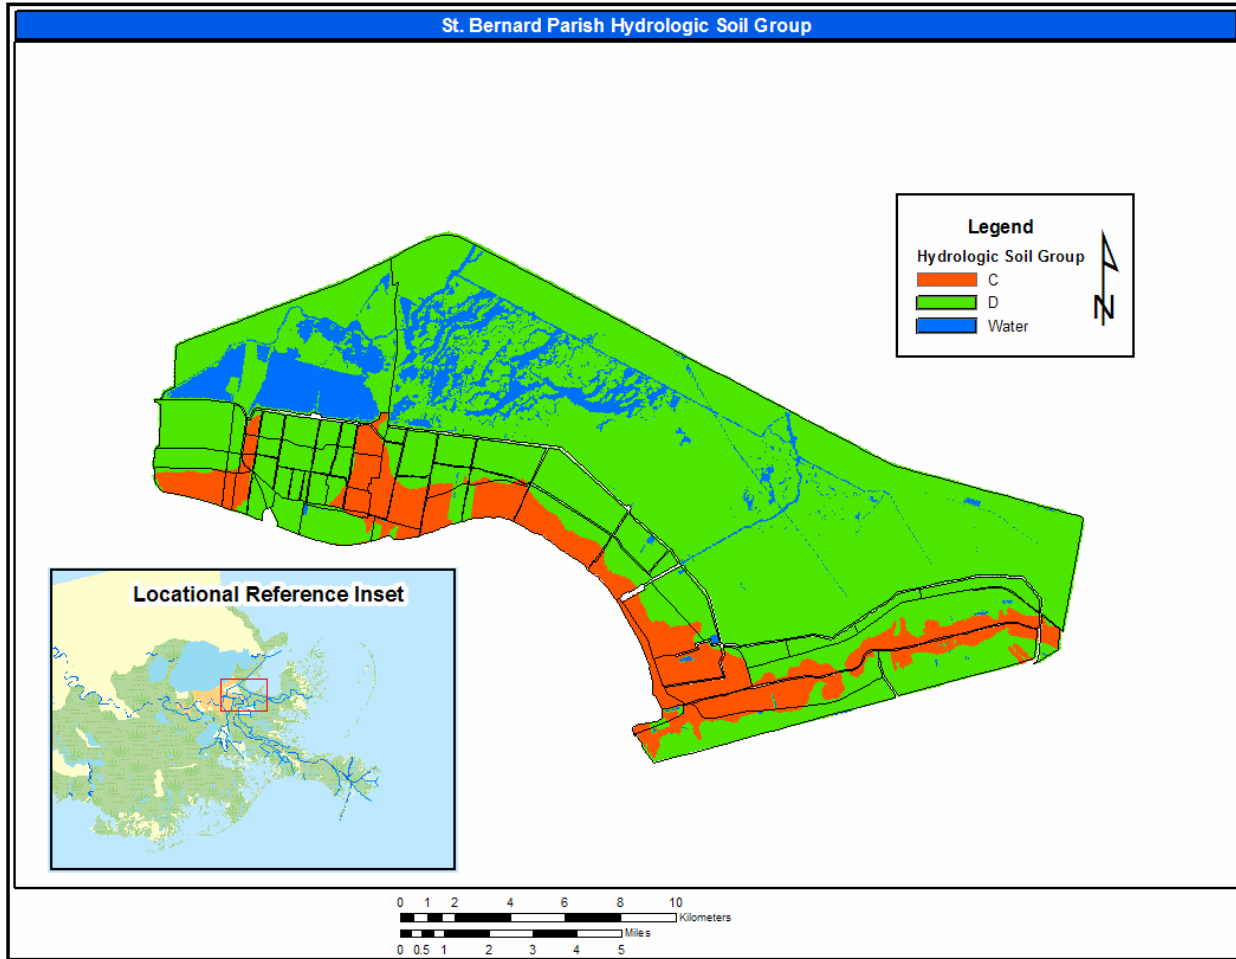 St. Bernard Parish Hydrologic Soil Group
Legend
Hydrologic Soil Group
C
D
Water
N
Locational Reference Inset
0 1 2 4 6 8 10
Kilometers
Miles
0 0.5 1 2 3 4 5